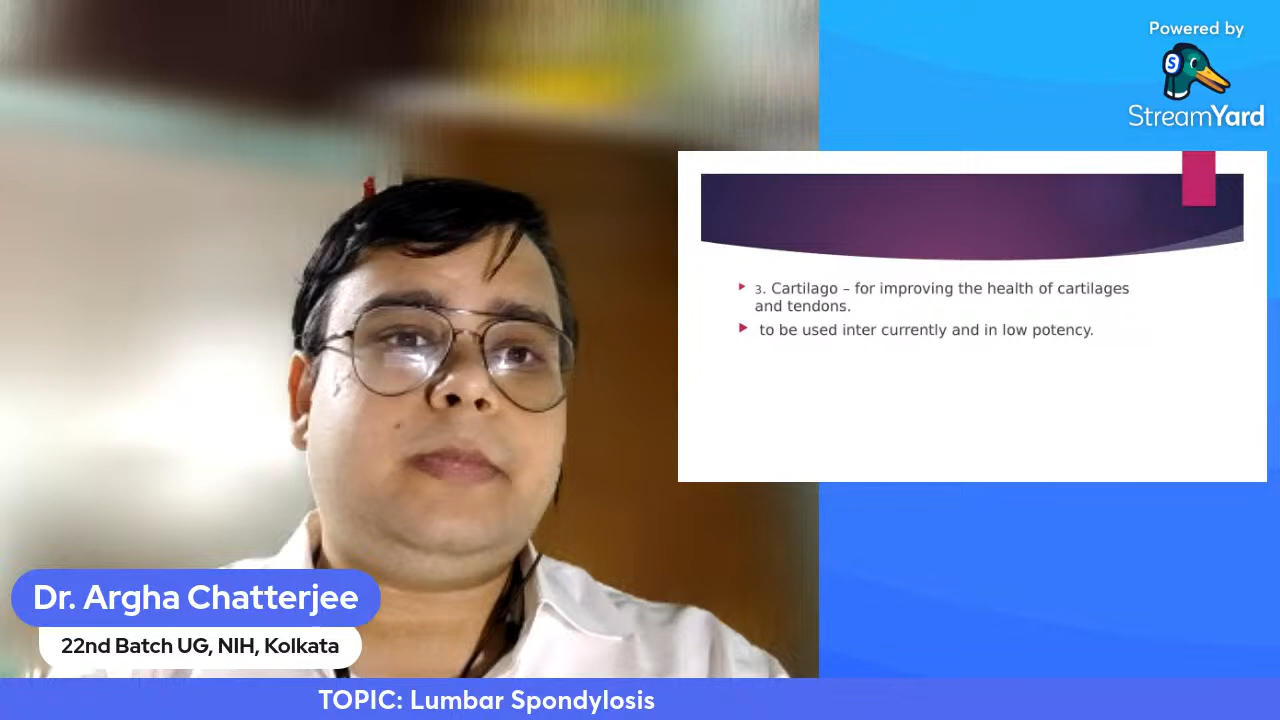 Powered by
StreamYard
3. Cartilago – for improving the health of cartilages
and tendons.
to be used inter currently and in low potency.
Dr. Argha Chatterjee
22nd Batch UG, NIH, Kolkata
TOPIC: Lumbar Spondylosis